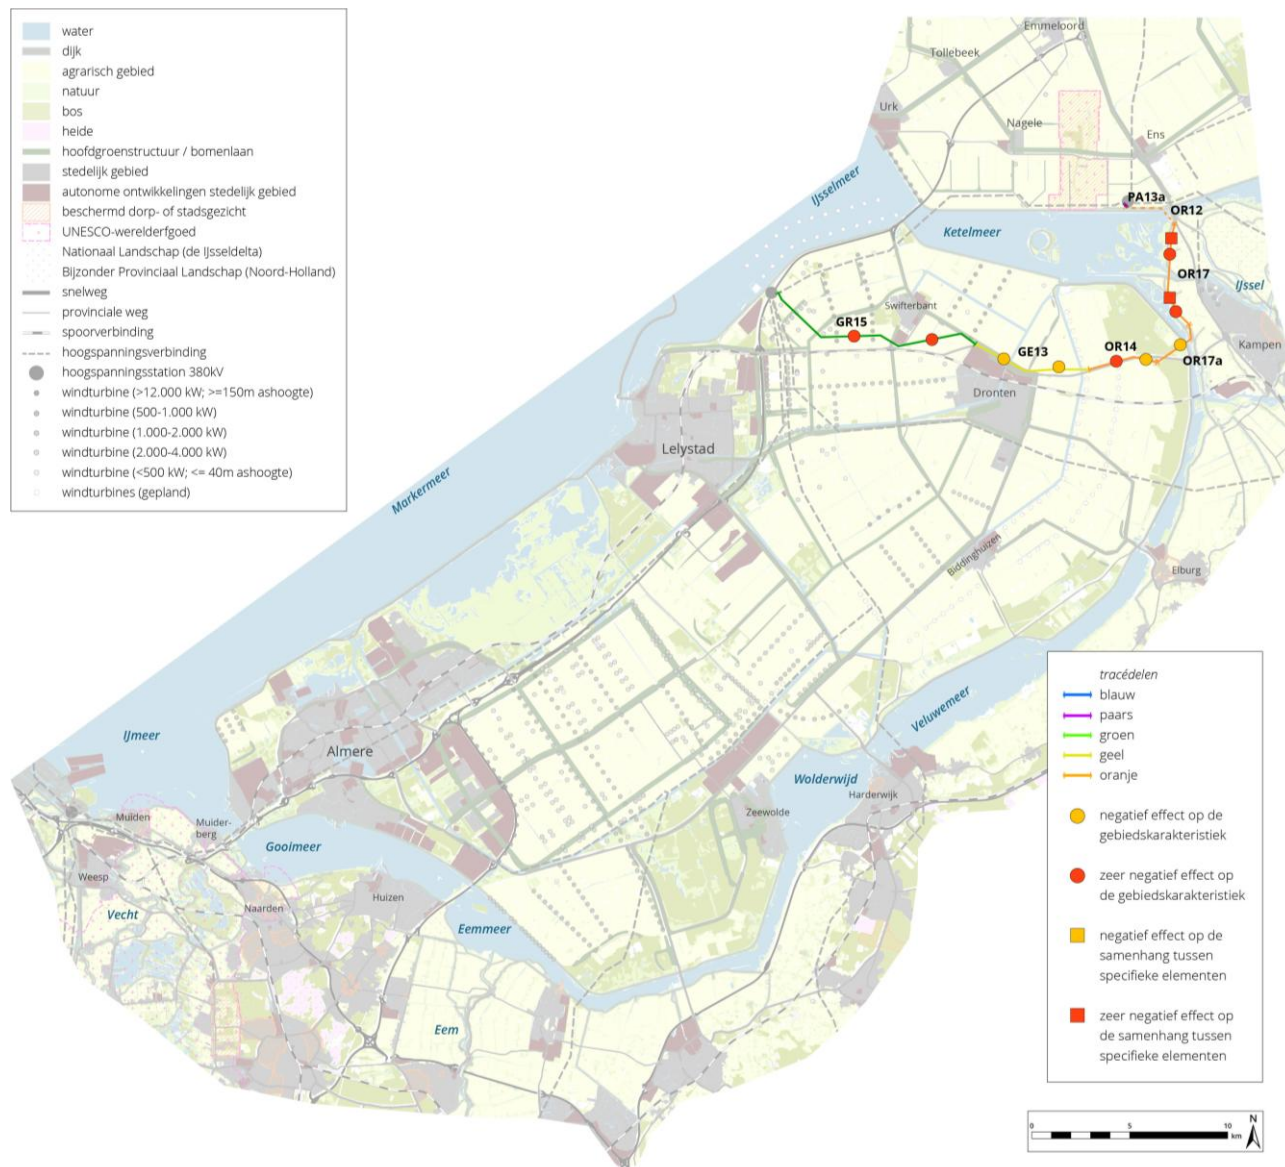 water
dijk
agrarisch gebied
natuur
bos
heide
hoofdgroenstructuur / bomenlaan
stedelijk gebied
autonome ontwikkelingen stedelijk gebied
beschermd dorp- of stadsgezicht
UNESCO-werelderfgoed
Nationaal Landschap (de IJsseldelta)
Bijzonder Provinciaal Landschap (Noord-Holland)
snelweg
provinciale weg
spoorverbinding
hoogspanningsverbinding
hoogspanningsstation 380kV
windturbine (>12.000 kW; >=150m ashoogte)
windturbine (500-1.000 kW)
windturbine (1.000-2.000 kW)
windturbine (2.000-4.000 kW)
windturbine (<500 kW; <= 40m ashoogte)
windturbines (gepland)
Emmeloord
Tollebeek
Urk
Nagele
Ens
IJsselmeer
PA13a
OR12
Ketelmeer
OR17
IJssel
Swifterbant
GR15
Kampen
GE13
OR14
OR17a
Dronten
Lelystad
Markermeer
Biddinghuizen
Elburg
Veluwemeer
IJmeer
Almere
Wolderwijd
Harderwijk
Zeewolde
Muiden
Muider-
berg
Gooimeer
Weesp
Naarden
Huizen
Vecht
Eemmeer
Eem
tracédelen
blauw
paars
groen
geel
oranje
negatief effect op de
gebiedskarakteristiek
zeer negatief effect op
de gebiedskarakteristiek
negatief effect op de
samenhang tussen
specifieke elementen
zeer negatief effect op
de samenhang tussen
specifieke elementen
0 5 10
km
N